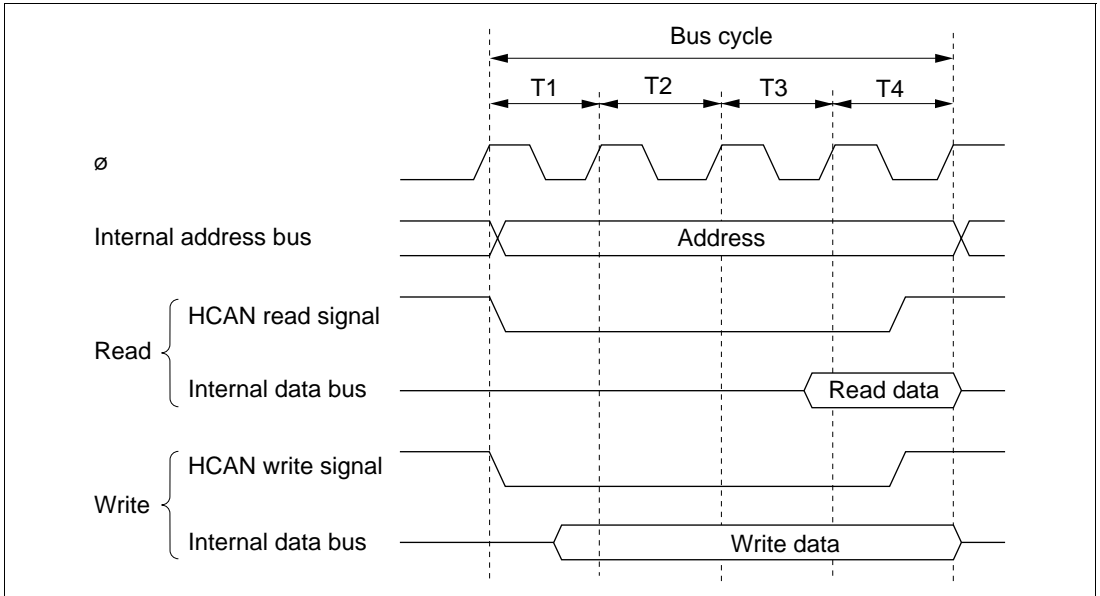 Bus cycle
T1 T2 T3 T4
ø
Internal address bus Address
HCAN read signal
Read
Internal data bus Read data
HCAN write signal
Write
Internal data bus Write data